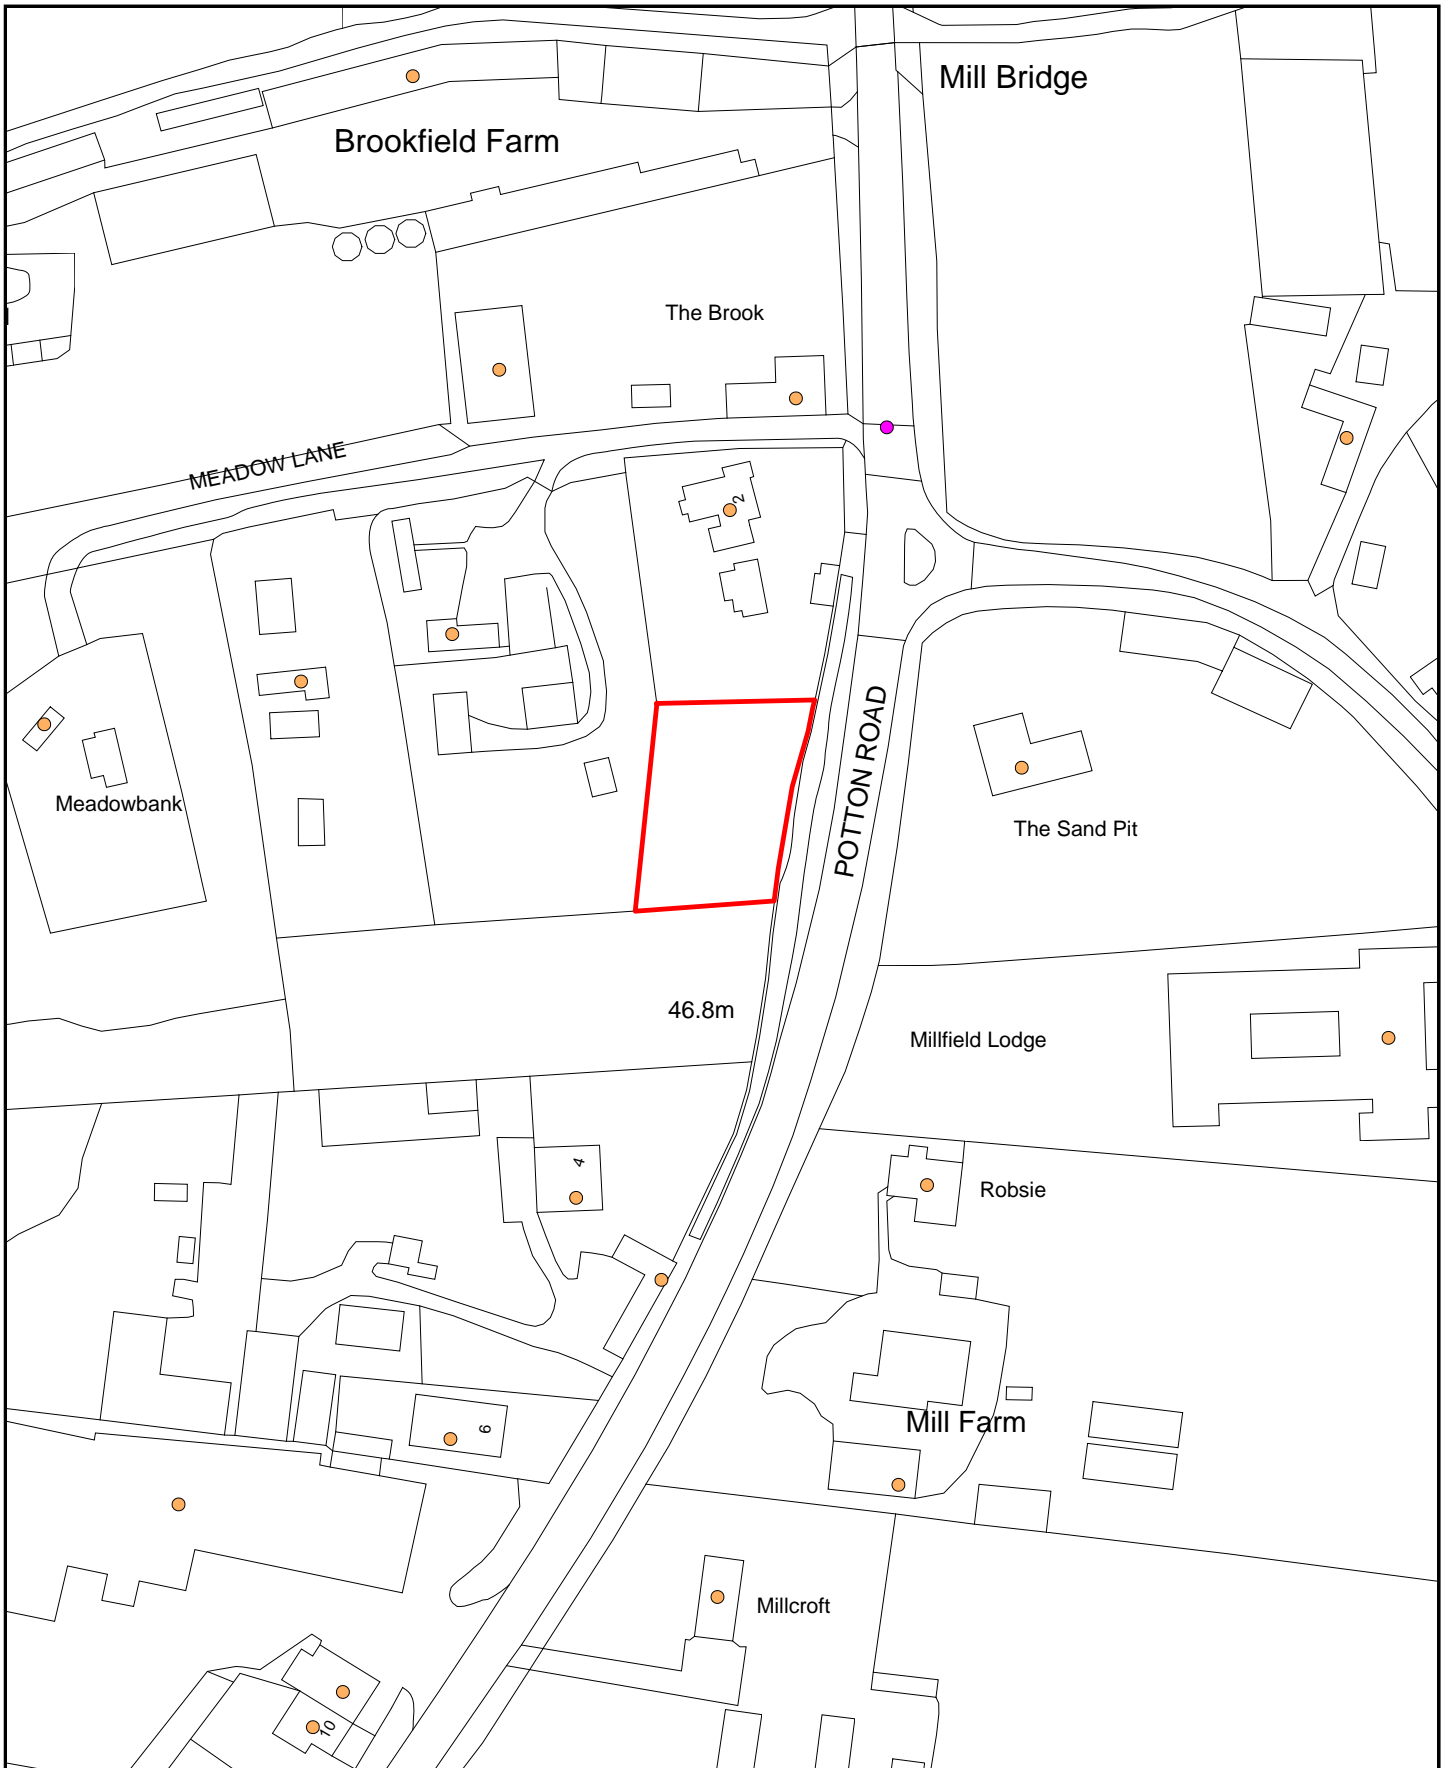 Mill Bridge
Brookfield Farm
The Brook
MEADOW LANE
2
POTTON ROAD
Meadowbank
The Sand Pit
46.8m
Millfield Lodge
4
Robsie
Mill Farm
6
Millcroft
10